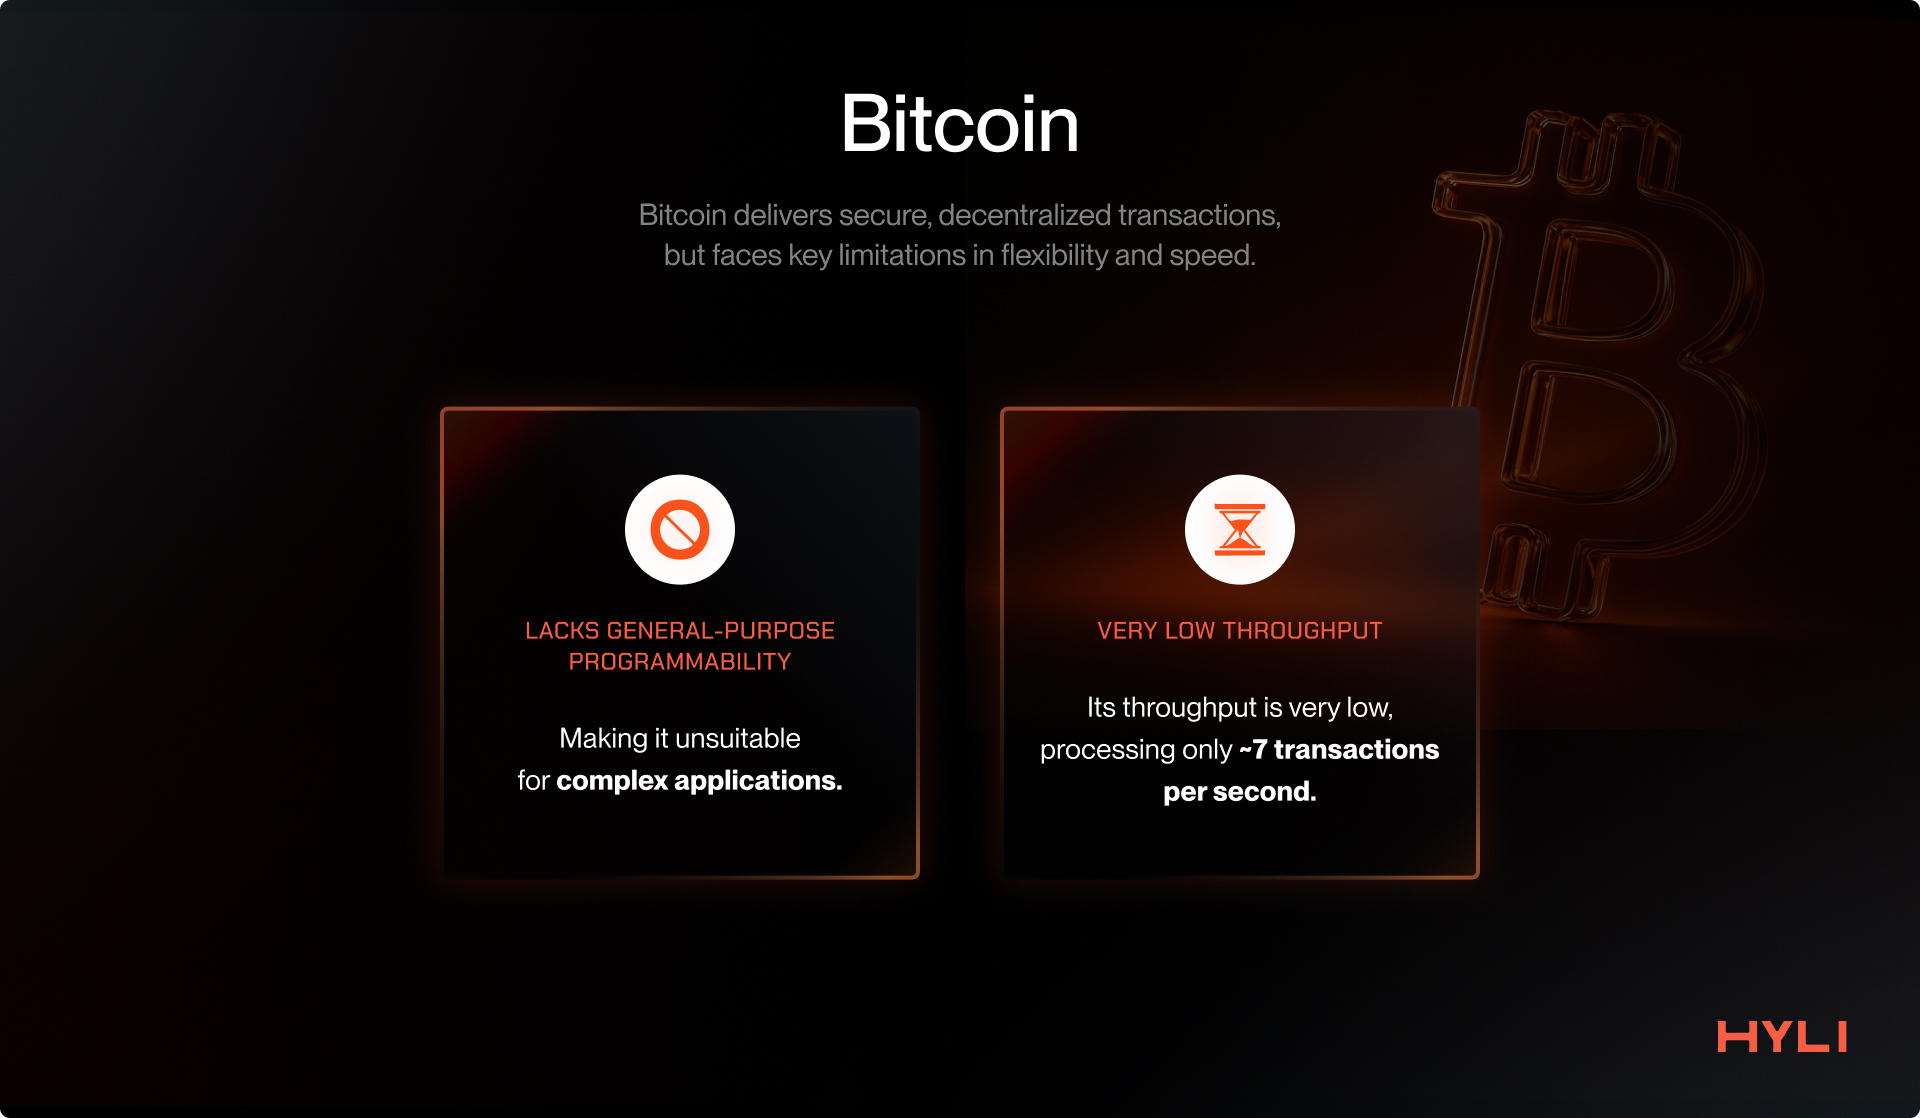 Bitcoin
Bitcoin delivers secure, decentralized transactions,
but faces key limitations in flexibility and speed.
LACKS GENERAL-PURPOSE
PROGRAMMABILITY
Making it unsuitable
for complex applications.
VERY LOW THROUGHPUT
Its throughput is very low,
processing only ~7 transactions
per second.
HYLI